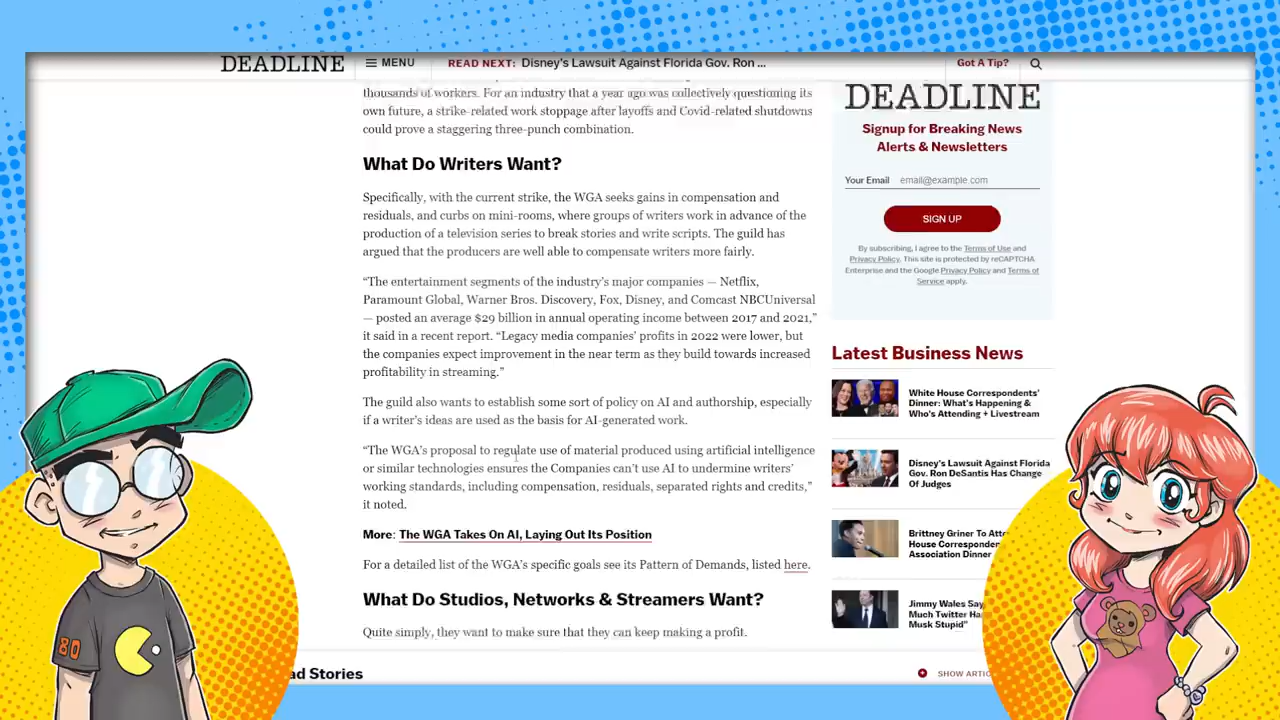 DEADLINE
MENU
READ NEXT: Disney's Lawsuit Against Florida Gov. Ron ...
Got A Tip?
thousands of workers. For an industry that a year ago was collectively questioning its
own future, a strike-related work stoppage after layoffs and Covid-related shutdowns
could prove a staggering three-punch combination.
What Do Writers Want?
Specifically, with the current strike, the WGA seeks gains in compensation and
residuals, and curbs on mini-rooms, where groups of writers work in advance of the
production of a television series to break stories and write scripts. The guild has
argued that the producers are well able to compensate writers more fairly.
“The entertainment segments of the industry’s major companies — Netflix,
Paramount Global, Warner Bros. Discovery, Fox, Disney, and Comcast NBCUniversal
— posted an average $29 billion in annual operating income between 2017 and 2021,”
it said in a recent report. “Legacy media companies’ profits in 2022 were lower, but
the companies expect improvement in the near term as they build towards increased
profitability in streaming.”
The guild also wants to establish some sort of policy on AI and authorship, especially
if a writer’s ideas are used as the basis for AI-generated work.
“The WGA’s proposal to regulate use of material produced using artificial intelligence
or similar technologies ensures the Companies can’t use AI to undermine writers’
working standards, including compensation, residuals, separated rights and credits,”
it noted.
More: The WGA Takes On AI, Laying Out Its Position
For a detailed list of the WGA’s specific goals see its Pattern of Demands, listed here.
What Do Studios, Networks & Streamers Want?
Quite simply, they want to make sure that they can keep making a profit.
ad Stories
SHOW ARTIC
DEADLINE
Signup for Breaking News
Alerts & Newsletters
Your Email email@example.com
SIGN UP
By subscribing, I agree to the Terms of Use and
Privacy Policy. This site is protected by reCAPTCHA
Enterprise and the Google Privacy Policy and Terms of
Service apply.
Latest Business News
White House Correspondents’
Dinner: What’s Happening &
Who’s Attending + Livestream
Disney’s Lawsuit Against Florida
Gov. Ron DeSantis Has Change
Of Judges
Brittney Griner To Atte
House Corresponden
Association Dinner
Jimmy Wales Say
Much Twitter Ha
Musk Stupid”
80